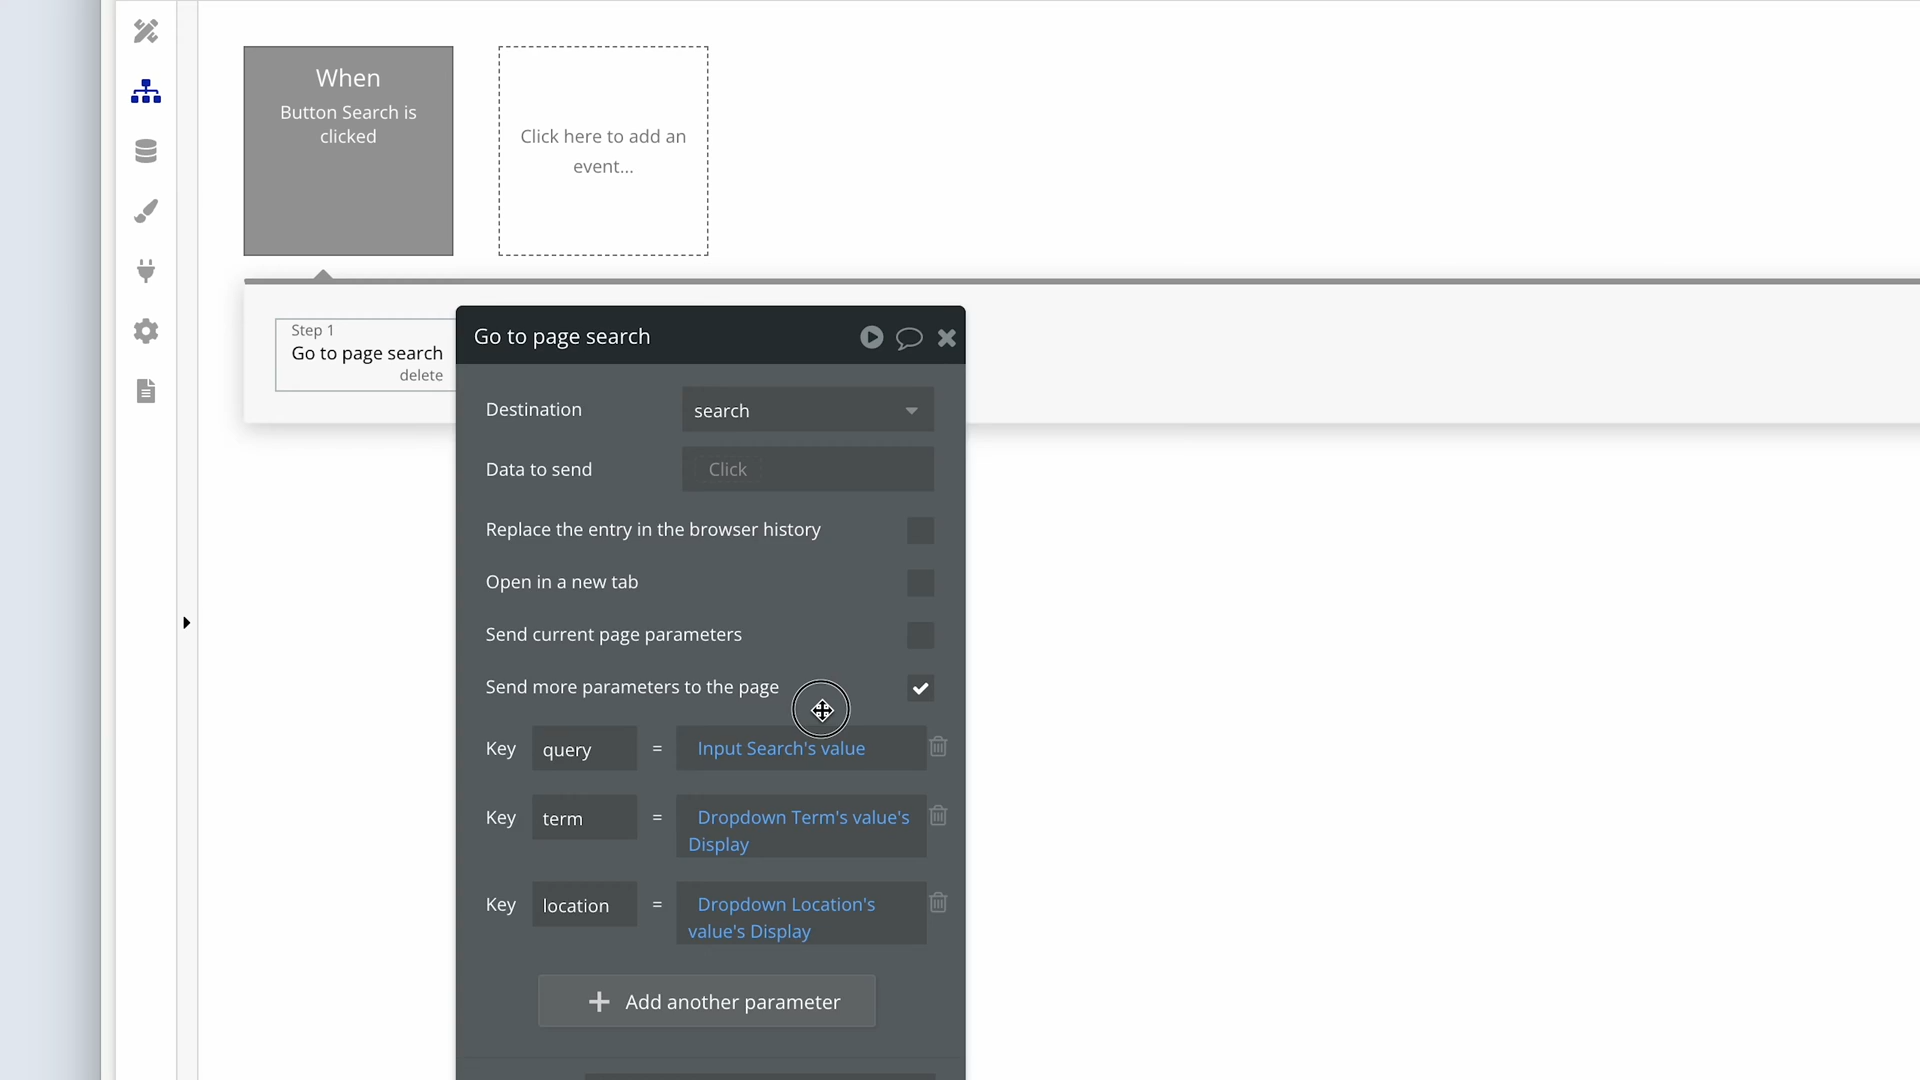 When
Button Search is
clicked
Click here to add an
event...
Step 1
Go to page search
delete
Go to page search
Destination
search
Data to send
Click
Replace the entry in the browser history
Open in a new tab
Send current page parameters
Send more parameters to the page
Key query = Input Search's value
Key term = Dropdown Term's value's
Display
Key location = Dropdown Location's
value's Display
+ Add another parameter